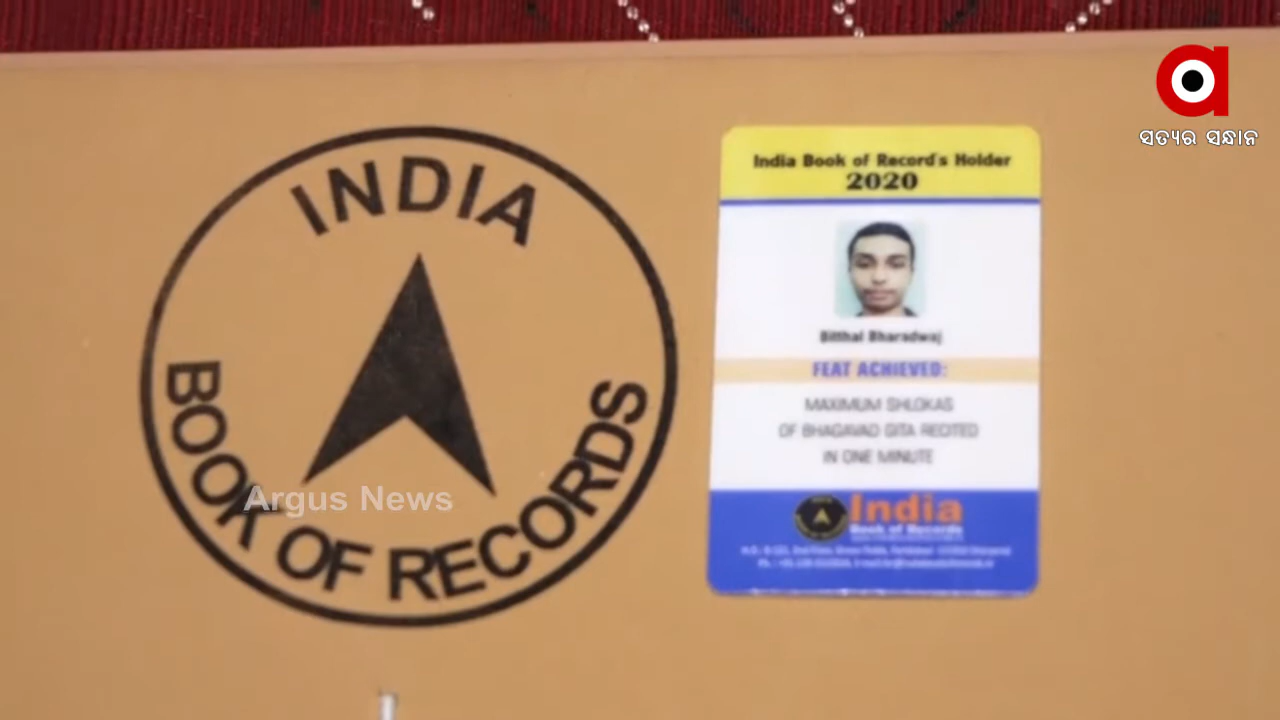 ସତ୍ୟର ସନ୍ଧାନ
INDIA
BOOK OF RECORDS
Argus News
India Book of Record's Holder
2020
Bitthal Bharadwaj
FEAT ACHIEVED:
MAXIMUM SHLOKAS
OF BHAGAVAD GITA RECITED
IN ONE MINUTE
India
Book of Records